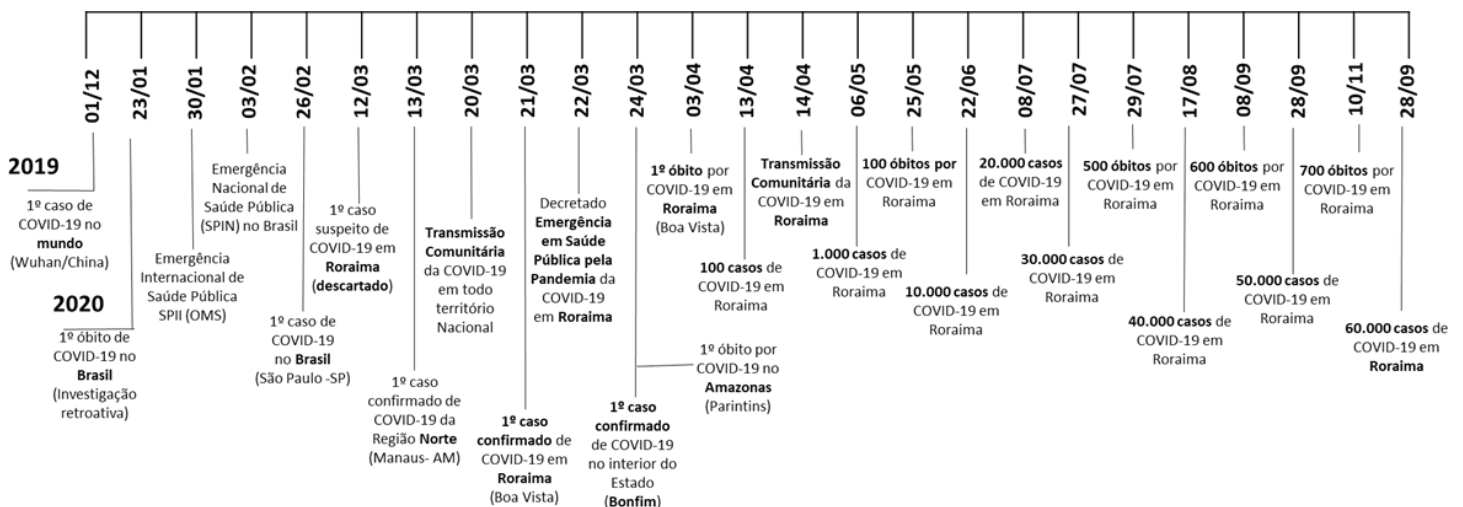 01/12
23/01
30/01
03/02
26/02
12/03
13/03
20/03
21/03
22/03
24/03
03/04
13/04
14/04
06/05
25/05
22/06
08/07
27/07
29/07
17/08
08/09
28/09
10/11
28/09
2019
1º caso de
COVID-19 no
mundo
(Wuhan/China)
2020
1º óbito de
COVID-19 no
Brasil
(Investigação
retroativa)
Emergência
Internacional de
Saúde Pública
SPII (OMS)
Emergência
Nacional de
Saúde Pública
(SPIN) no Brasil
1º caso de
COVID-19
no Brasil
(São Paulo -SP)
1º caso
suspeito de
COVID-19 em
Roraima
(descartado)
1º caso
confirmado de
COVID-19 da
Região Norte
(Manaus- AM)
Transmissão
Comunitária
da COVID-19
em todo
território
Nacional
1º caso
confirmado de
COVID-19 em
Roraima
(Boa Vista)
Decretado
Emergência
em Saúde
Pública pela
Pandemia da
COVID-19
em Roraima
1º caso
confirmado
de COVID-19
no interior do
Estado
(Bonfim)
1º óbito por
COVID-19 no
Amazonas
(Parintins)
1º óbito por
COVID-19 em
Roraima
(Boa Vista)
100 casos de
COVID-19 em
Roraima
Transmissão
Comunitária da
COVID-19 em
Roraima
1.000 casos de
COVID-19 em
Roraima
100 óbitos por
COVID-19 em
Roraima
10.000 casos de
COVID-19 em
Roraima
20.000 casos
de COVID-19
em Roraima
30.000 casos de
COVID-19 em
Roraima
500 óbitos por
COVID-19 em
Roraima
40.000 casos de
COVID-19 em
Roraima
600 óbitos por
COVID-19 em
Roraima
50.000 casos de
COVID-19 em
Roraima
700 óbitos por
COVID-19 em
Roraima
60.000 casos de
COVID-19 em
Roraima